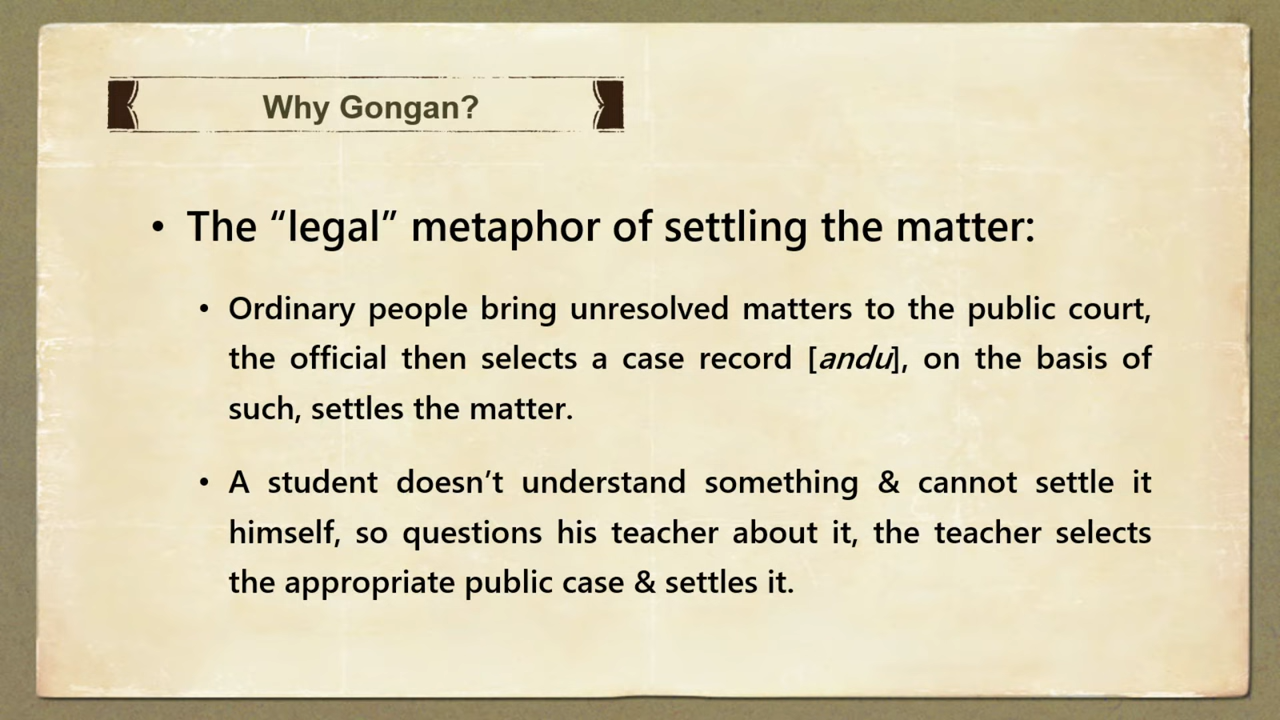 Why Gongan?
• The “legal” metaphor of settling the matter:
• Ordinary people bring unresolved matters to the public court,
the official then selects a case record [andu], on the basis of
such, settles the matter.
• A student doesn’t understand something & cannot settle it
himself, so questions his teacher about it, the teacher selects
the appropriate public case & settles it.